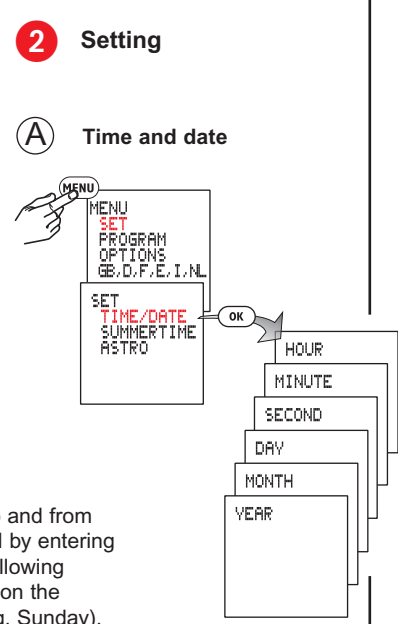 2 Setting
A Time and date
MENU
MENU
SET
PROGRAM
OPTIONS
GB,D,F,E,I,NL
SET
TIME/DATE
SUMMERTIME
ASTRO
OK
HOUR
MINUTE
SECOND
DAY
MONTH
YEAR
and from
by entering
llowing
on the
g. Sunday).